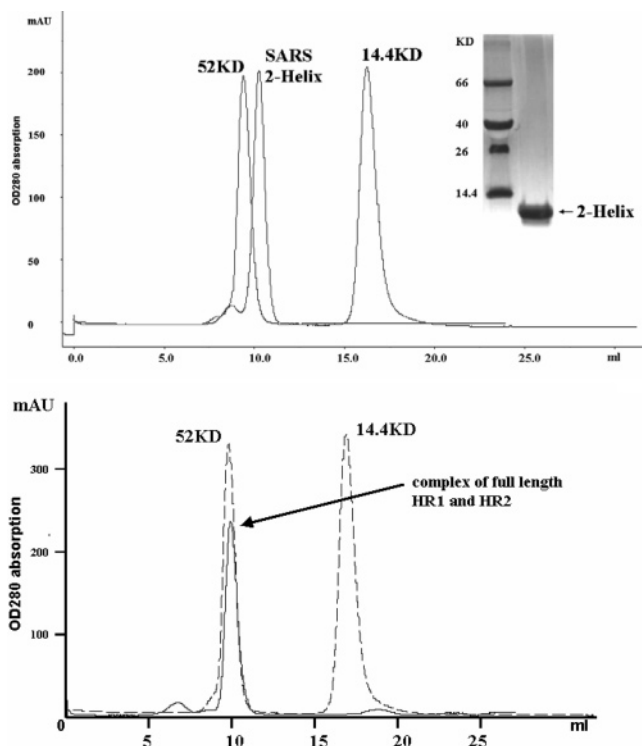 mAU
200
150
100
50
0
OD280 absorption
52KD
SARS
2-Helix
14.4KD
0.0
5.0
10.0
15.0
20.0
25.0
ml
KD
66
40
26
14.4
←2-Helix
mAU
300
200
100
OD280 absorption
52KD
14.4KD
complex of full length
HR1 and HR2
0
5
10
15
20
25
ml